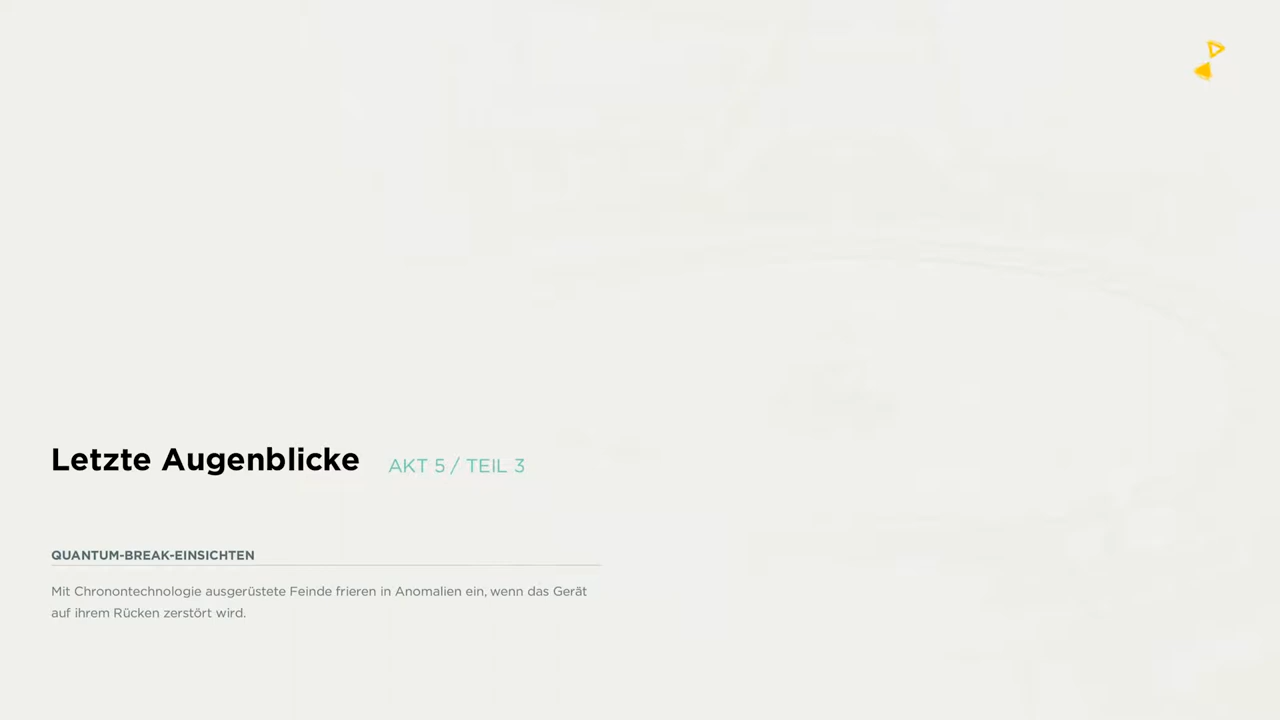 Letzte Augenblicke AKT 5 / TEIL 3
QUANTUM-BREAK-EINSICHTEN
Mit Chronontechnologie ausgerüstete Feinde frieren in Anomalien ein, wenn das Gerät
auf ihrem Rücken zerstört wird.